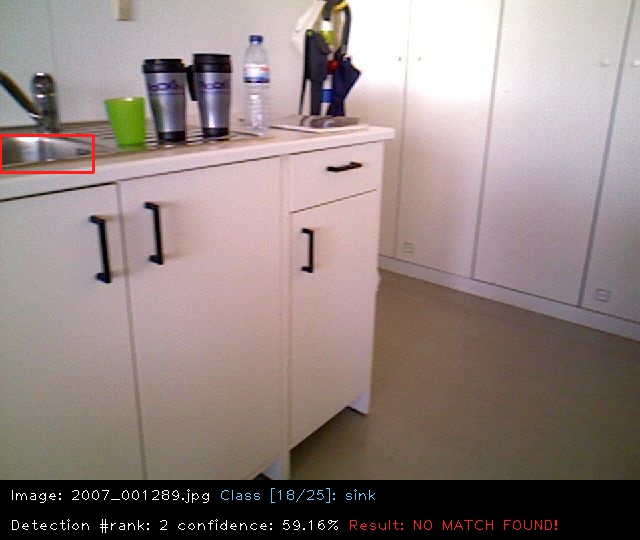 Image: 2007_001289.jpg Class [18/25]: sink
Detection #rank: 2 confidence: 59.16% Result: NO MATCH FOUND!